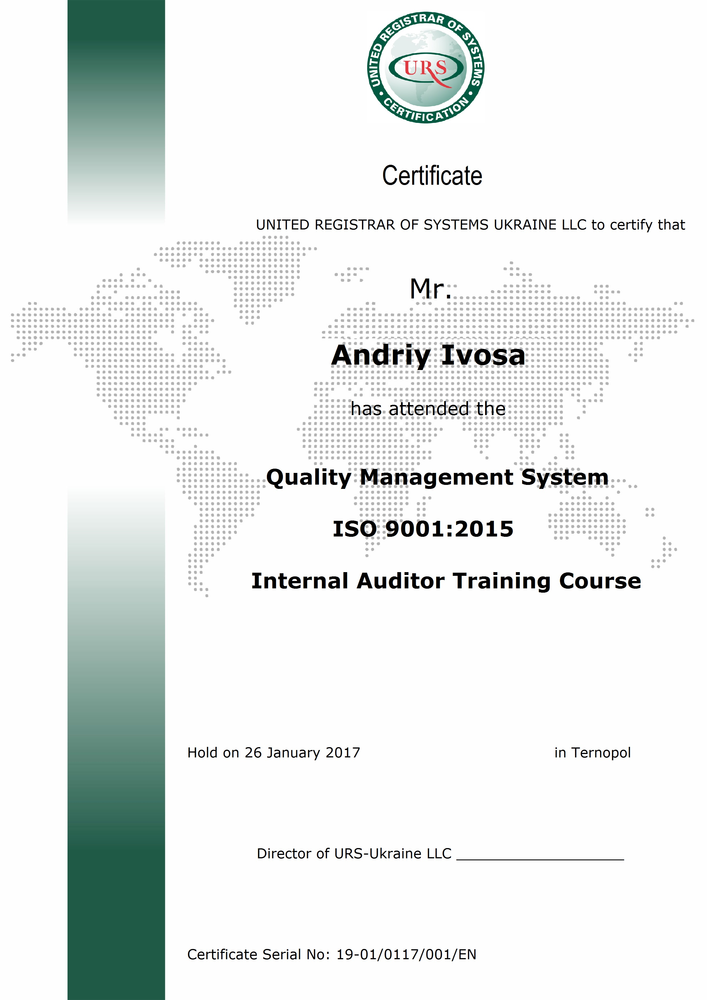 UNITED REGISTRAR OF SYSTEMS
URS®
• CERTIFICATION •
Certificate
UNITED REGISTRAR OF SYSTEMS UKRAINE LLC to certify that
Mr.
Andriy Ivosa
has attended the
Quality Management System
ISO 9001:2015
Internal Auditor Training Course
Hold on 26 January 2017 in Ternopol
Director of URS-Ukraine LLC ______________________
Certificate Serial No: 19-01/0117/001/EN